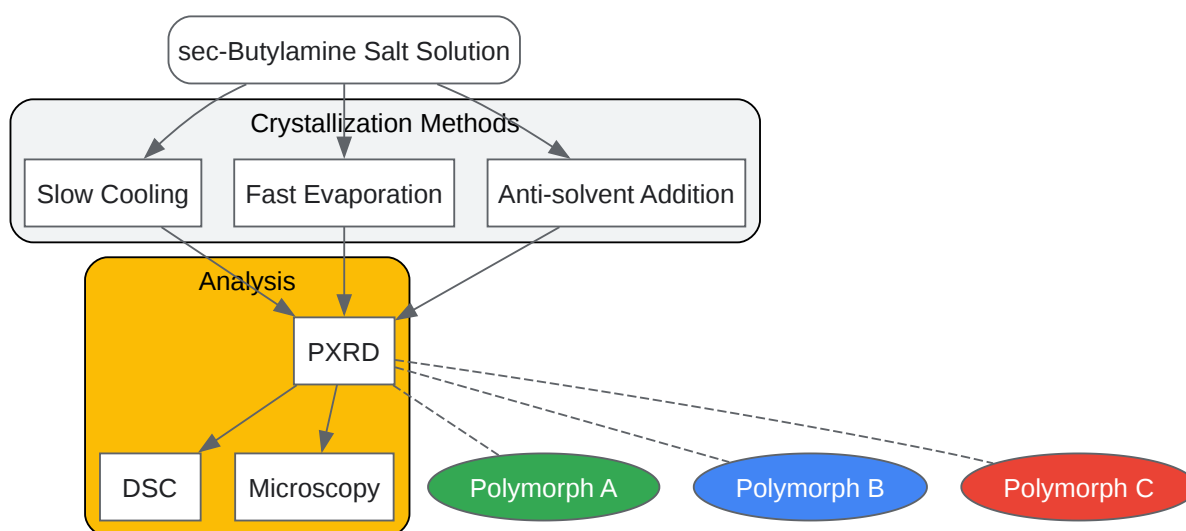 sec-Butylamine Salt Solution
Crystallization Methods
Slow Cooling
Fast Evaporation
Anti-solvent Addition
Analysis
PXRD
DSC
Microscopy
Polymorph A
Polymorph B
Polymorph C